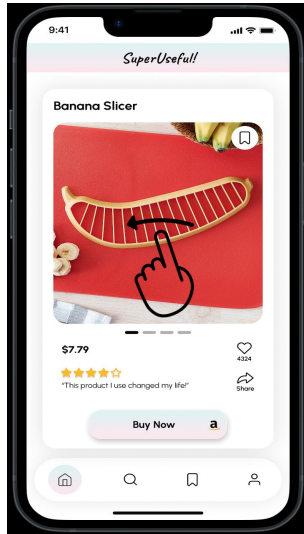 9:41
SuperUseful!
Banana Slicer
$7.79
4324
"This product I use changed my life!"
Share
Buy Now a